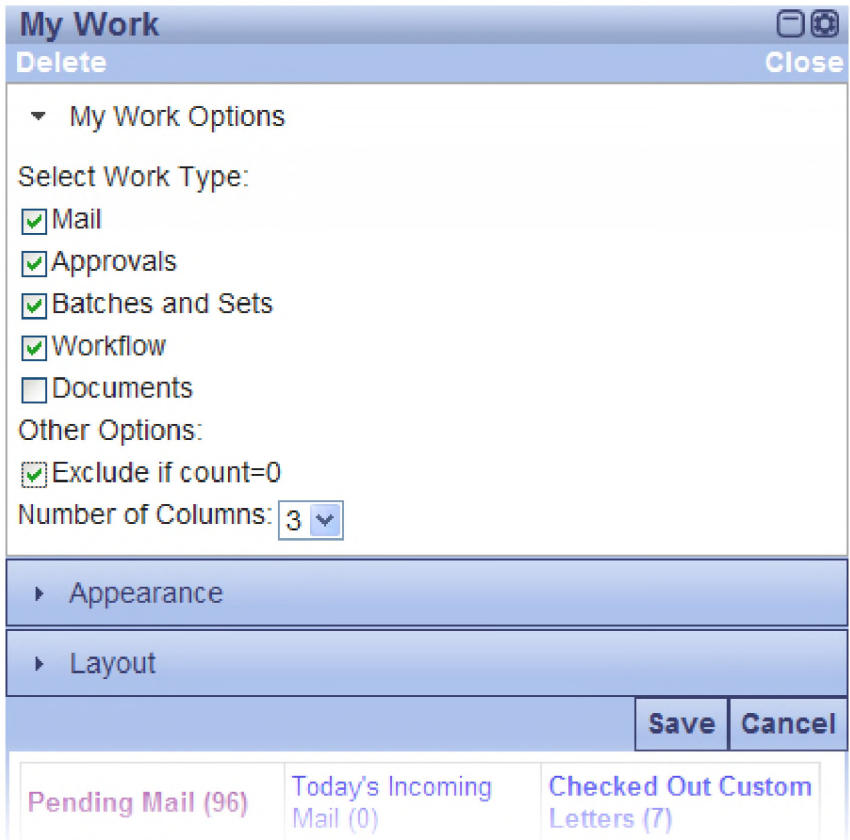 My Work
Delete Close
My Work Options
Select Work Type:
Mail
Approvals
Batches and Sets
Workflow
Documents
Other Options:
Exclude if count=0
Number of Columns: 3
Appearance
Layout
Save Cancel
Pending Mail (96)
Today's Incoming
Mail (0)
Checked Out Custom
Letters (7)